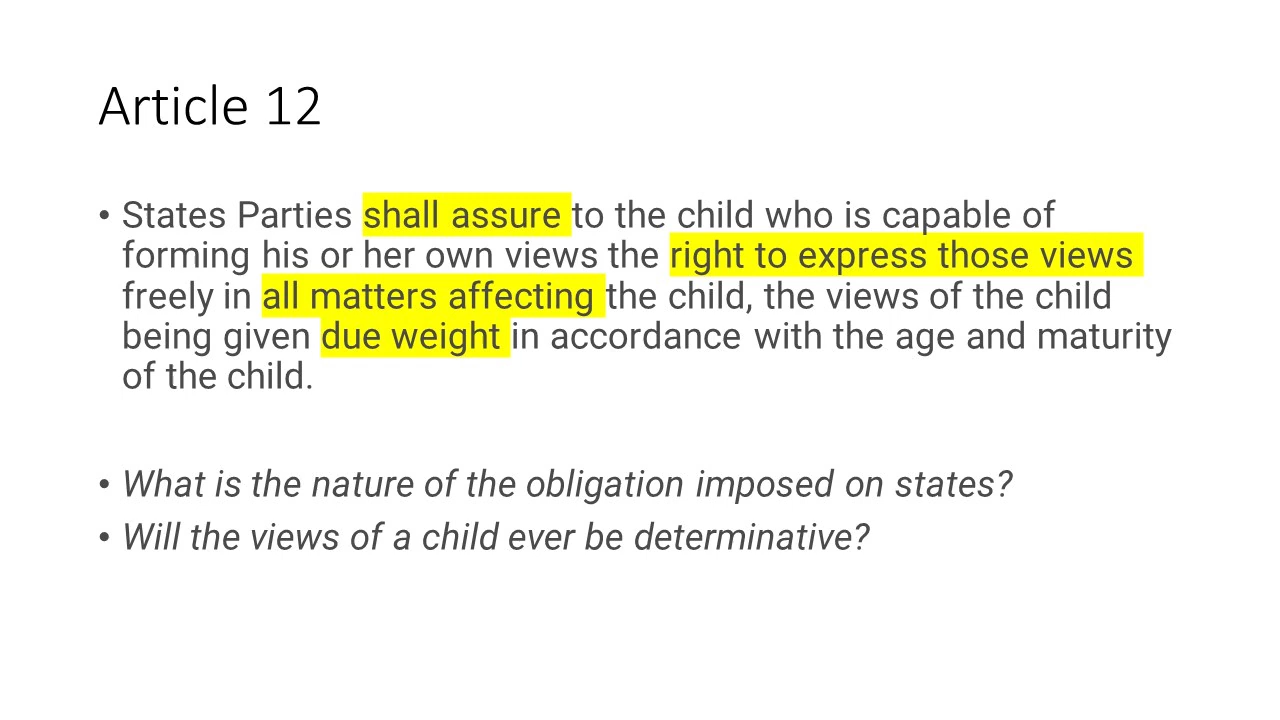 Article 12
• States Parties shall assure to the child who is capable of
forming his or her own views the right to express those views
freely in all matters affecting the child, the views of the child
being given due weight in accordance with the age and maturity
of the child.
• What is the nature of the obligation imposed on states?
• Will the views of a child ever be determinative?